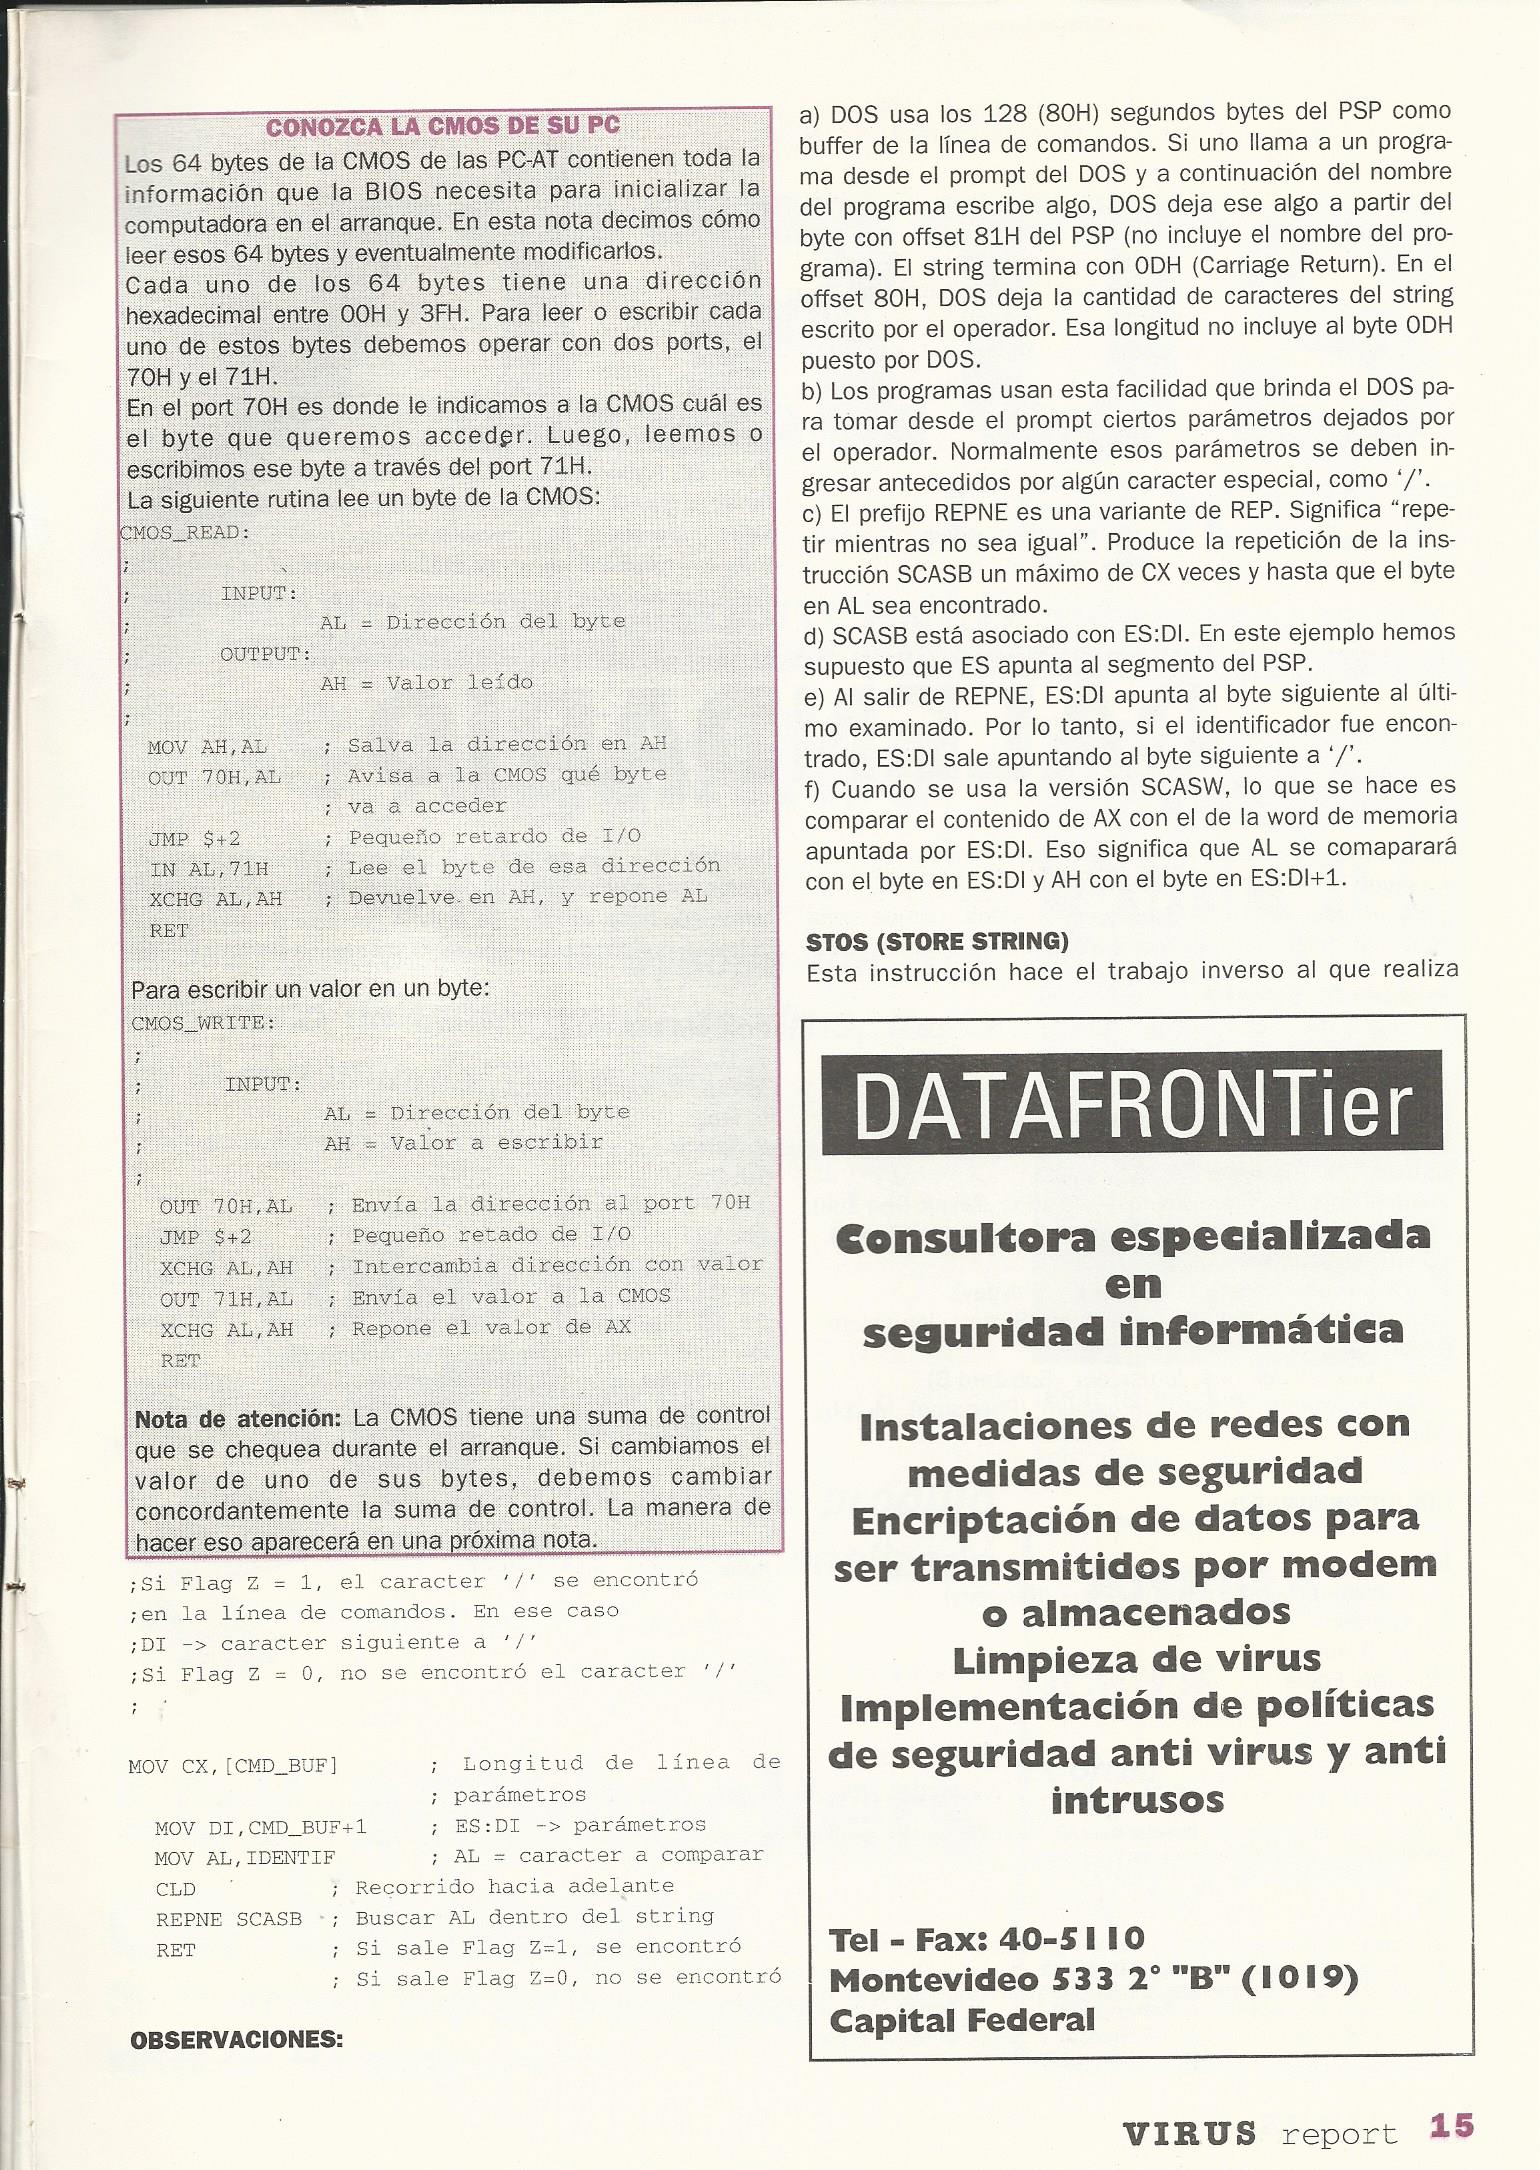 CONOZCA LA CMOS DE SU PC
Los 64 bytes de la CMOS de las PC-AT contienen toda la
información que la BIOS necesita para inicializar la
computadora en el arranque. En esta nota decimos cómo
leer esos 64 bytes y eventualmente modificarlos.
Cada uno de los 64 bytes tiene una dirección
hexadecimal entre 00H y 3FH. Para leer o escribir cada
uno de estos bytes debemos operar con dos ports, el
70H y el 71H.
En el port 70H es donde le indicamos a la CMOS cuál es
el byte que queremos acceder. Luego, leemos o
escribimos ese byte a través del port 71H.
La siguiente rutina lee un byte de la CMOS:
CMOS_READ:
;
; INPUT:
; AL = Dirección del byte
; OUTPUT:
; AH = Valor leído
;
MOV AH,AL ; Salva la dirección en AH
OUT 70H,AL ; Avisa a la CMOS qué byte
; va a acceder
JMP $+2 ; Pequeño retardo de I/O
IN AL,71H ; Lee el byte de esa dirección
XCHG AL,AH ; Devuelve en AH, y repone AL
RET
Para escribir un valor en un byte:
CMOS_WRITE:
;
; INPUT:
; AL = Dirección del byte
; AH = Valor a escribir
;
OUT 70H,AL ; Envía la dirección al port 70H
JMP $+2 ; Pequeño retado de I/O
XCHG AL,AH ; Intercambia dirección con valor
OUT 71H,AL ; Envía el valor a la CMOS
XCHG AL,AH ; Repone el valor de AX
RET
Nota de atención: La CMOS tiene una suma de control
que se chequea durante el arranque. Si cambiamos el
valor de uno de sus bytes, debemos cambiar
concordantemente la suma de control. La manera de
hacer eso aparecerá en una próxima nota.
;Si Flag Z = 1, el caracter '/' se encontró
;en la línea de comandos. En ese caso
;DI -> caracter siguiente a '/'
;Si Flag Z = 0, no se encontró el caracter '/'
;
MOV CX,[CMD_BUF] ; Longitud de línea de
; parámetros
MOV DI,CMD_BUF+1 ; ES:DI -> parámetros
MOV AL,IDENTIF ; AL = caracter a comparar
CLD ; Recorrido hacia adelante
REPNE SCASB ; Buscar AL dentro del string
RET ; Si sale Flag Z=1, se encontró
; Si sale Flag Z=0, no se encontró
OBSERVACIONES:
a) DOS usa los 128 (80H) segundos bytes del PSP como
buffer de la línea de comandos. Si uno llama a un progra-
ma desde el prompt del DOS y a continuación del nombre
del programa escribe algo, DOS deja ese algo a partir del
byte con offset 81H del PSP (no incluye el nombre del pro-
grama). El string termina con 0DH (Carriage Return). En el
offset 80H, DOS deja la cantidad de caracteres del string
escrito por el operador. Esa longitud no incluye al byte 0DH
puesto por DOS.
b) Los programas usan esta facilidad que brinda el DOS pa-
ra tomar desde el prompt ciertos parámetros dejados por
el operador. Normalmente esos parámetros se deben in-
gresar antecedidos por algún caracter especial, como '/'.
c) El prefijo REPNE es una variante de REP. Significa "repe-
tir mientras no sea igual". Produce la repetición de la ins-
trucción SCASB un máximo de CX veces y hasta que el byte
en AL sea encontrado.
d) SCASB está asociado con ES:DI. En este ejemplo hemos
supuesto que ES apunta al segmento del PSP.
e) Al salir de REPNE, ES:DI apunta al byte siguiente al últi-
mo examinado. Por lo tanto, si el identificador fue encon-
trado, ES:DI sale apuntando al byte siguiente a '/'.
f) Cuando se usa la versión SCASW, lo que se hace es
comparar el contenido de AX con el de la word de memoria
apuntada por ES:DI. Eso significa que AL se comaparará
con el byte en ES:DI y AH con el byte en ES:DI+1.
STOS (STORE STRING)
Esta instrucción hace el trabajo inverso al que realiza
DATAFRONTier
Consultora especializada
en
seguridad informática
Instalaciones de redes con
medidas de seguridad
Encriptación de datos para
ser transmitidos por modem
o almacenados
Limpieza de virus
Implementación de políticas
de seguridad anti virus y anti
intrusos
Tel - Fax: 40-5110
Montevideo 533 2° "B" (1019)
Capital Federal
VIRUS report 15